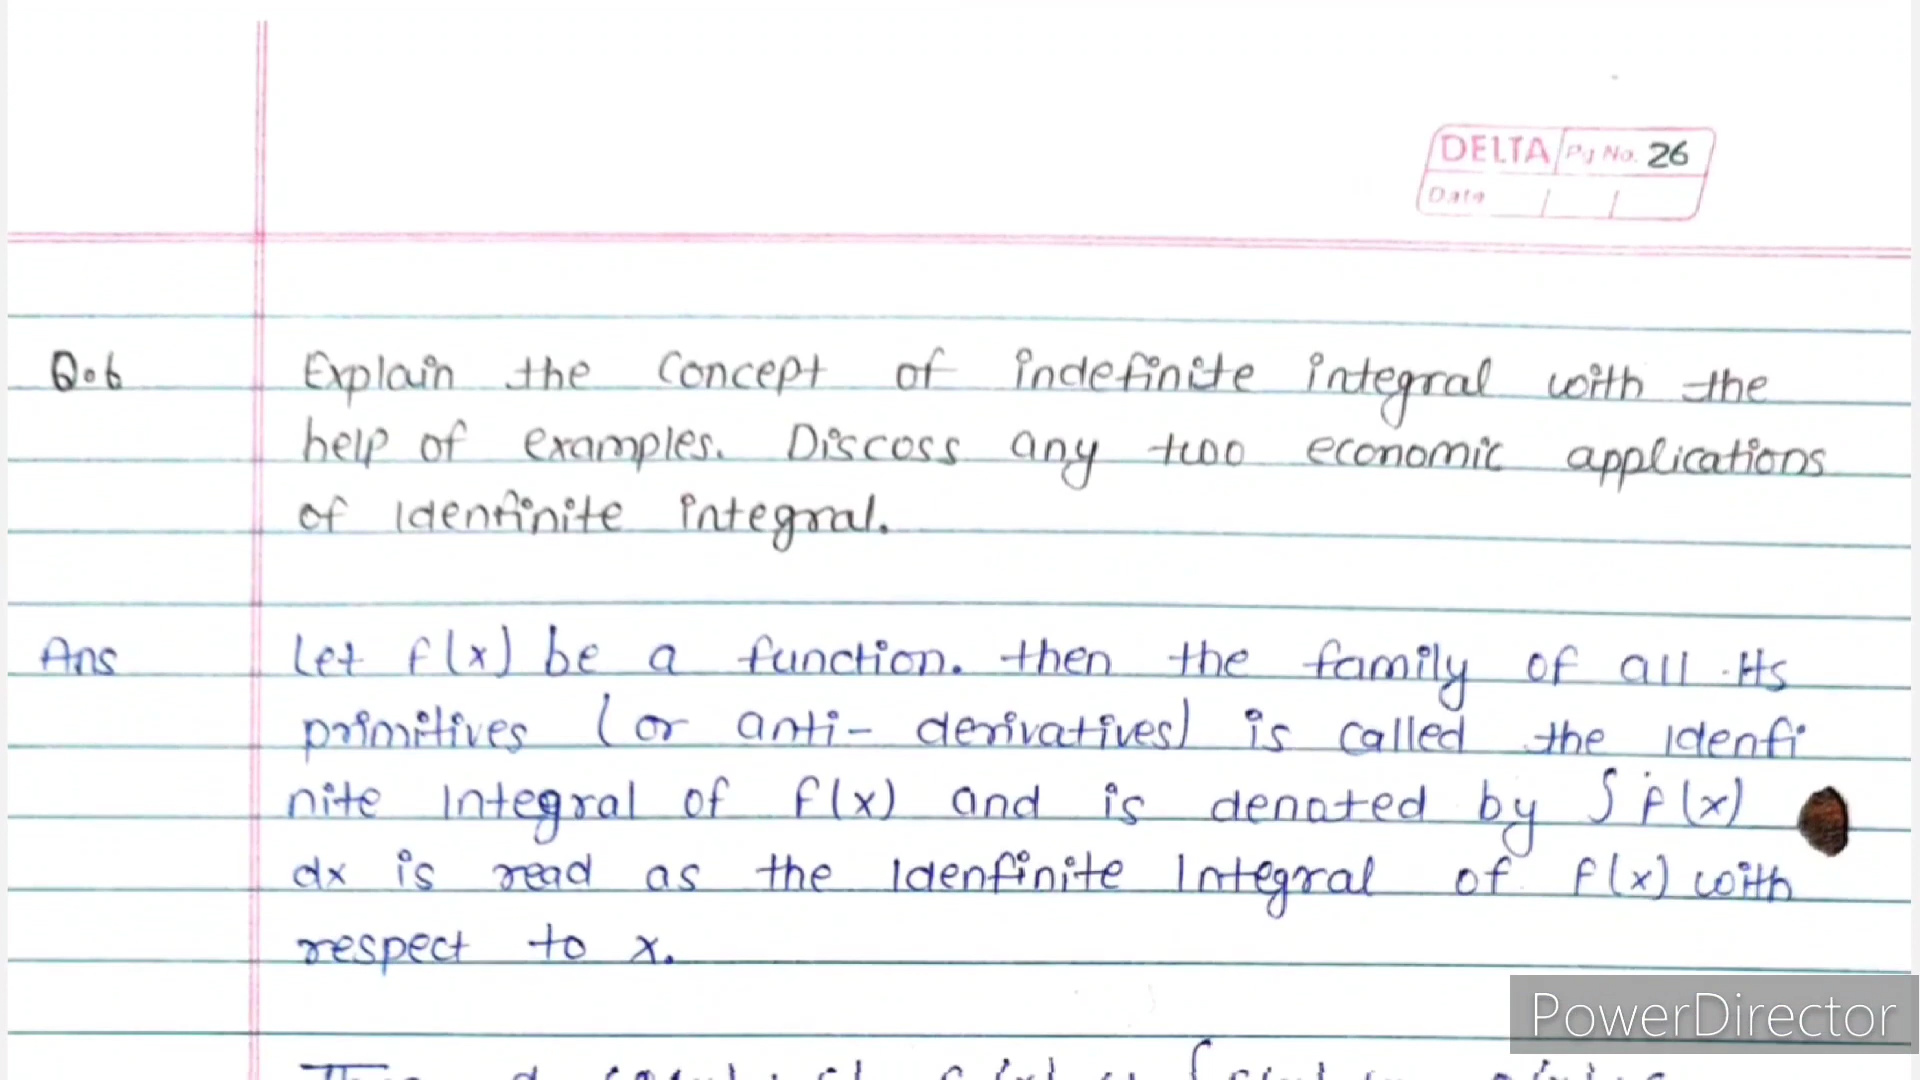 DELTA Pg No. 26
Date
Q.6 Explain the concept of indefinite integral with the
help of examples. Discoss any two economic applications
of idenfinite integral.
Ans Let f(x) be a function. then the family of all its
primitives (or anti- derivatives) is called the idenfi
nite integral of f(x) and is denoted by ∫ f(x)
dx is read as the idenfinite integral of f(x) with
respect to x.
PowerDirector